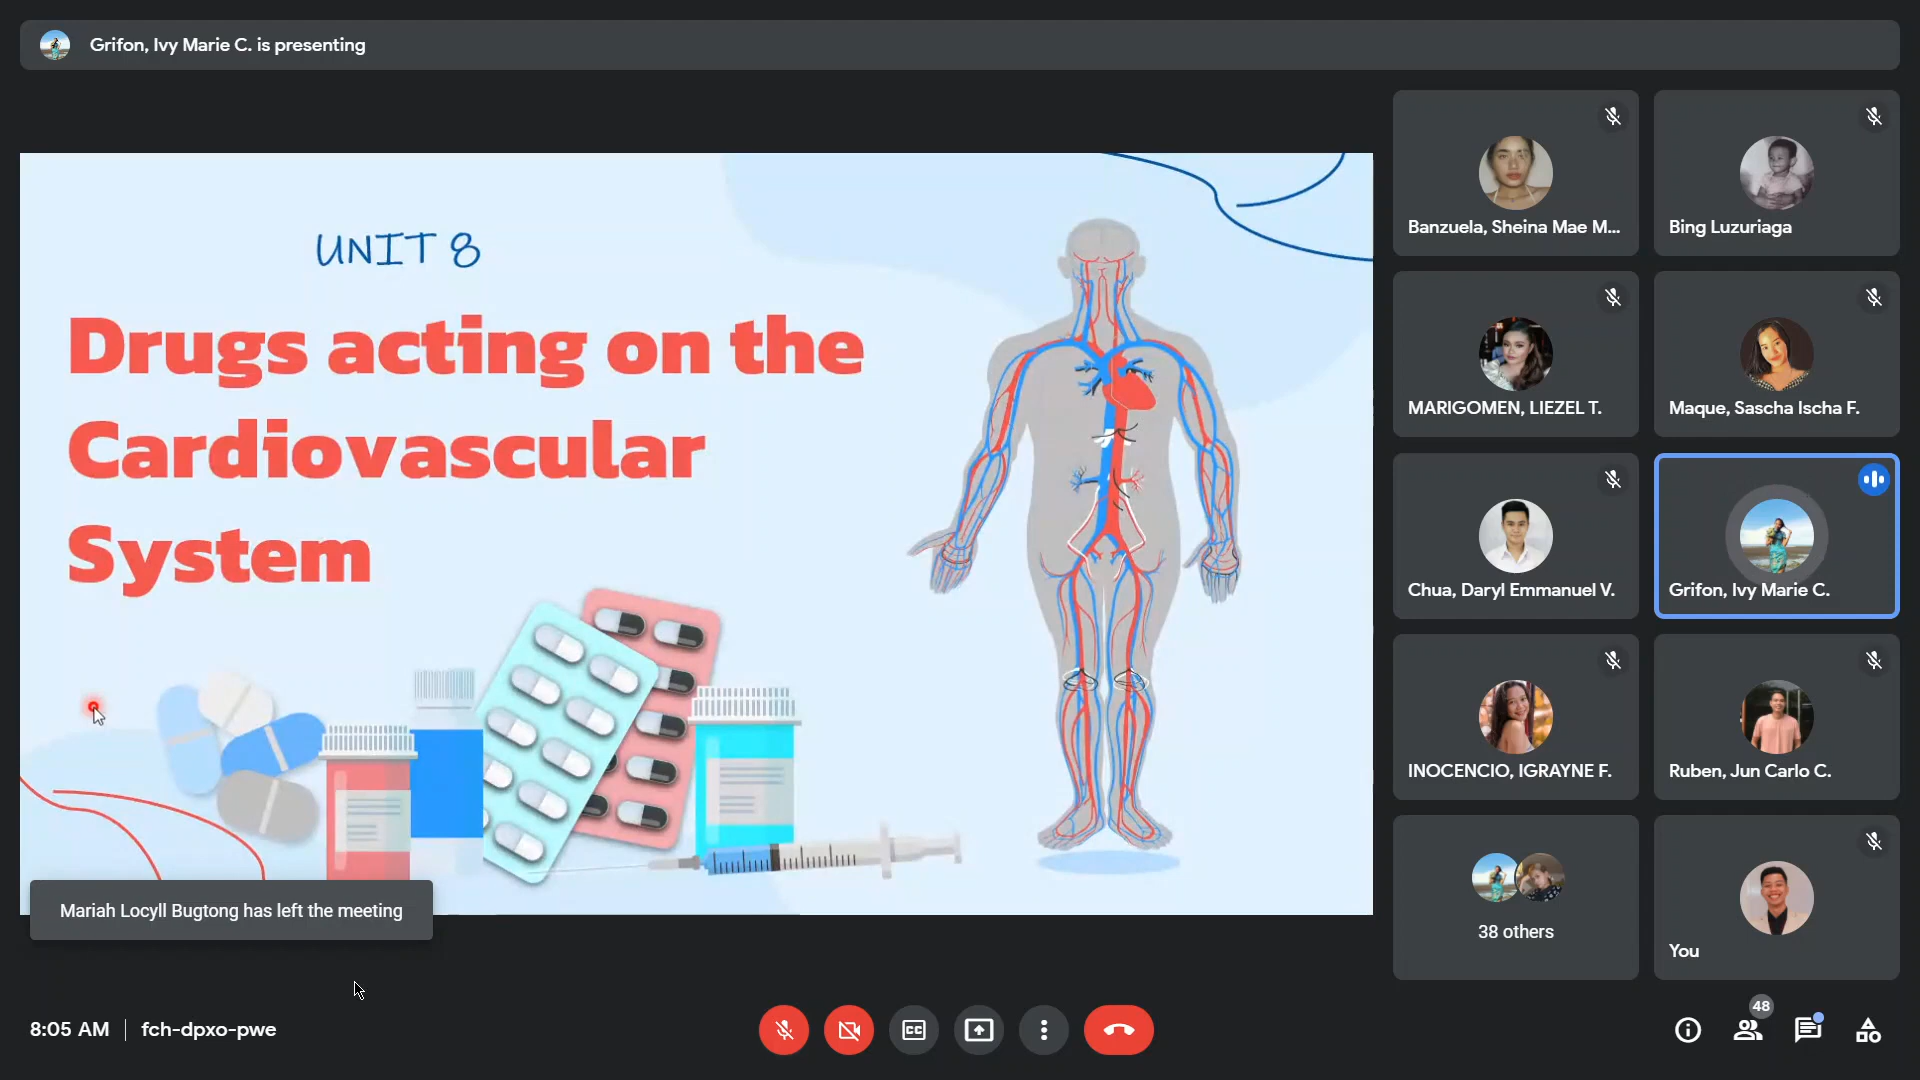 Grifon, Ivy Marie C. is presenting
UNIT 8
Drugs acting on the
Cardiovascular
System
Mariah Locyll Bugtong has left the meeting
Banzuela, Sheina Mae M...
Bing Luzuriaga
MARIGOMEN, LIEZEL T.
Maque, Sascha Ischa F.
Chua, Daryl Emmanuel V.
Grifon, Ivy Marie C.
INOCENCIO, IGRAYNE F.
Ruben, Jun Carlo C.
38 others
You
8:05 AM | fch-dpxo-pwe
CC
48